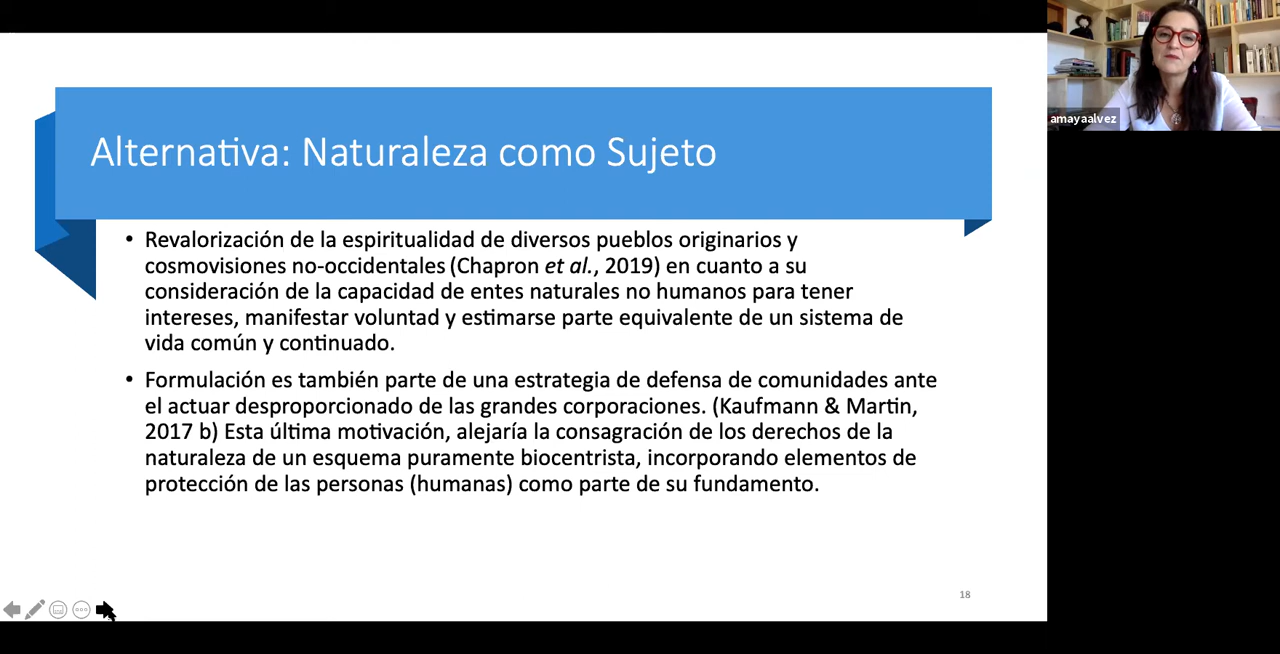 Alternativa: Naturaleza como Sujeto
• Revalorización de la espiritualidad de diversos pueblos originarios y
cosmovisiones no-occidentales (Chapron et al., 2019) en cuanto a su
consideración de la capacidad de entes naturales no humanos para tener
intereses, manifestar voluntad y estimarse parte equivalente de un sistema de
vida común y continuado.
• Formulación es también parte de una estrategia de defensa de comunidades ante
el actuar desproporcionado de las grandes corporaciones. (Kaufmann & Martin,
2017 b) Esta última motivación, alejaría la consagración de los derechos de la
naturaleza de un esquema puramente biocentrista, incorporando elementos de
protección de las personas (humanas) como parte de su fundamento.
18
amayaalvez